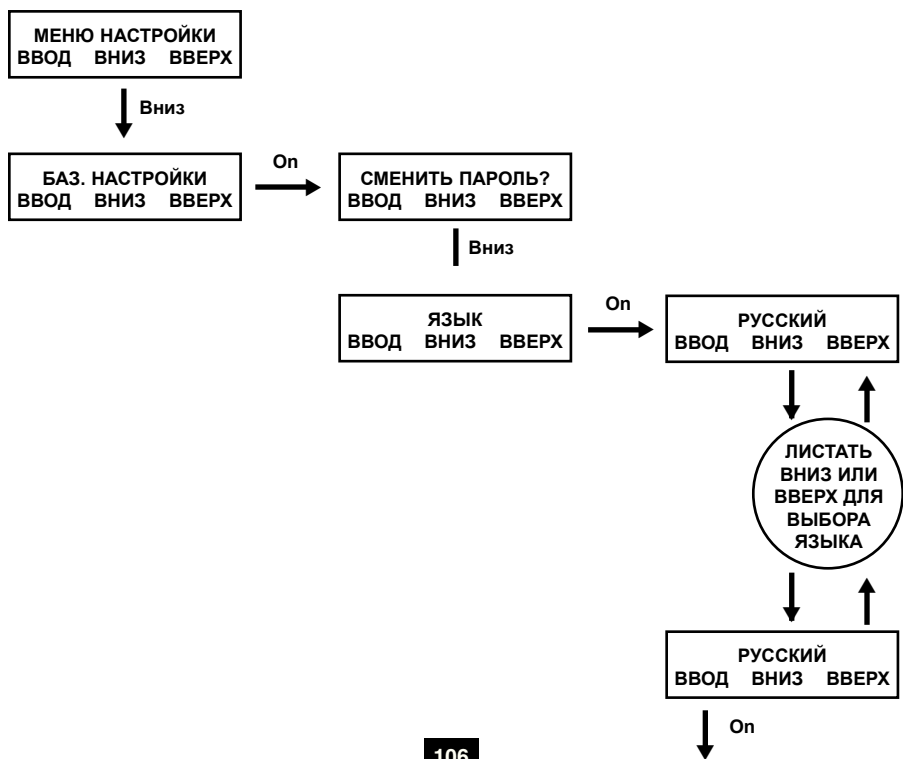 МЕНЮ НАСТРОЙКИ
ВВОД ВНИЗ ВВЕРХ
Вниз
БАЗ. НАСТРОЙКИ
ВВОД ВНИЗ ВВЕРХ
On
СМЕНИТЬ ПАРОЛЬ?
ВВОД ВНИЗ ВВЕРХ
Вниз
ЯЗЫК
ВВОД ВНИЗ ВВЕРХ
On
РУССКИЙ
ВВОД ВНИЗ ВВЕРХ
ЛИСТАТЬ
ВНИЗ ИЛИ
ВВЕРХ ДЛЯ
ВЫБОРА
ЯЗЫКА
РУССКИЙ
ВВОД ВНИЗ ВВЕРХ
On
106